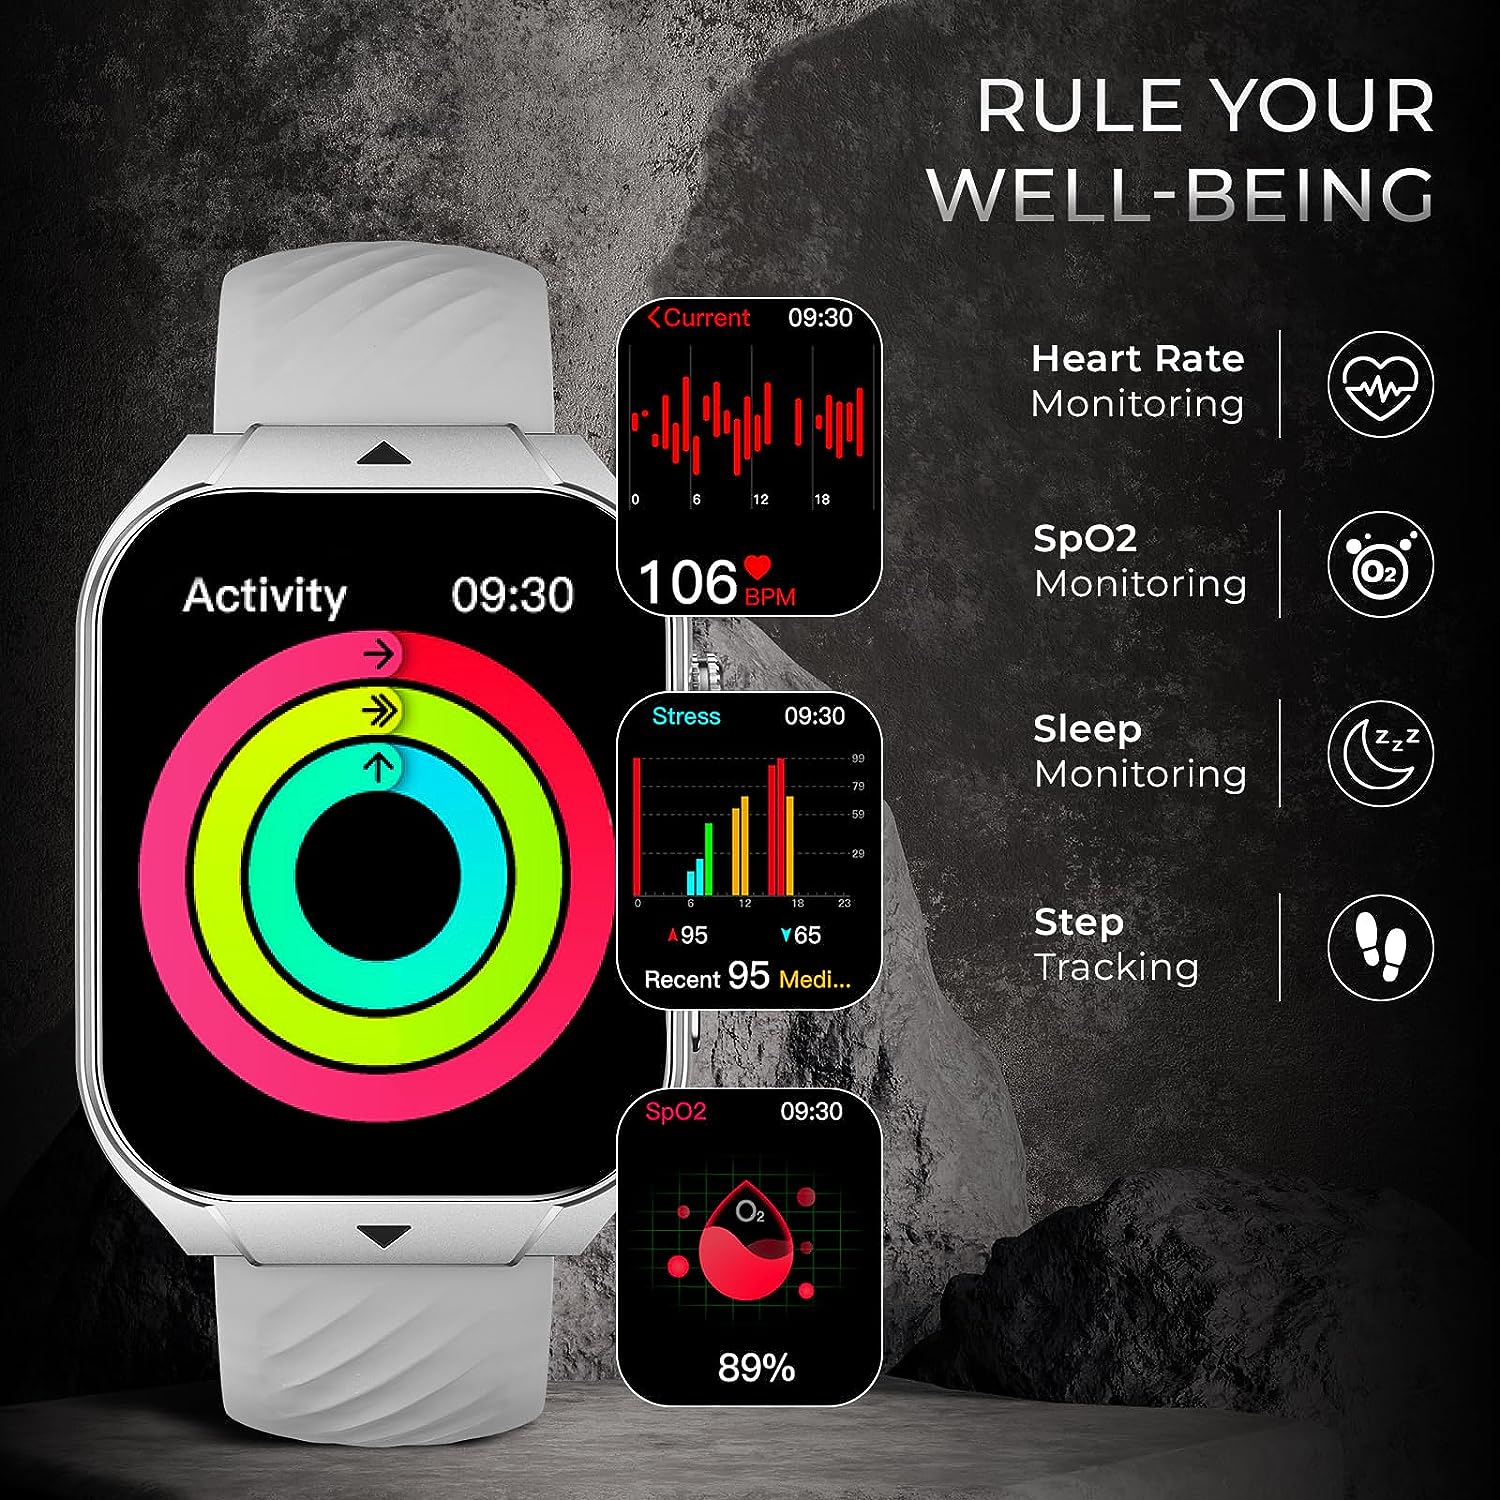 RULE YOUR
WELL-BEING
Activity 09:30
Current 09:30
0 6 12 18
106 BPM
Stress 09:30
99
79
59
29
0 6 12 18 23
95 65
Recent 95 Medi...
SpO2 09:30
O2
89%
Heart Rate
Monitoring
SpO2
Monitoring
O2
Sleep
Monitoring
z z z
Step
Tracking